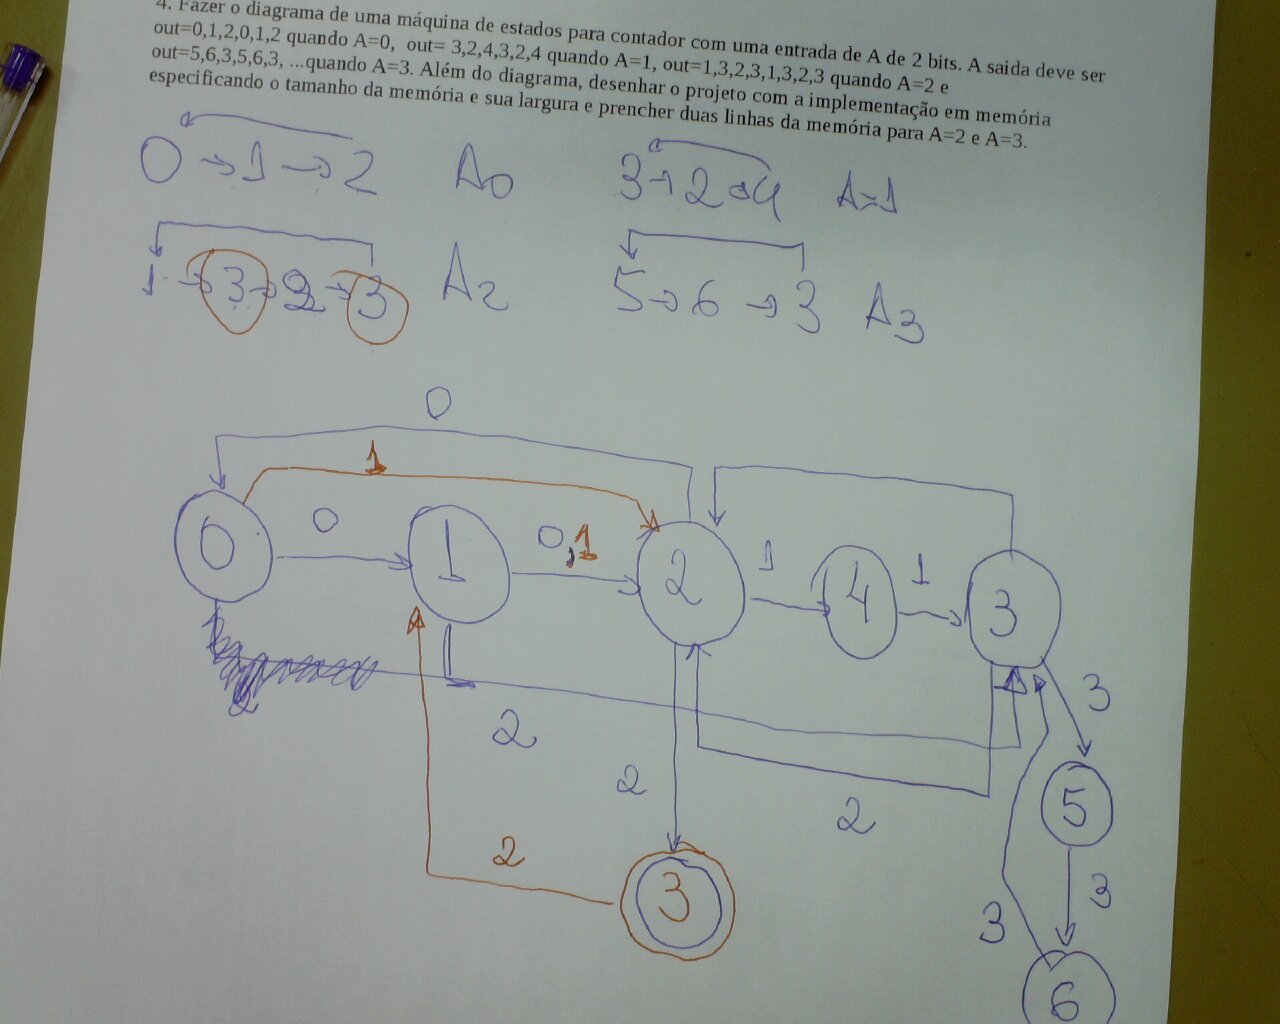 4. Fazer o diagrama de uma máquina de estados para contador com uma entrada de A de 2 bits. A saida deve ser
out=0,1,2,0,1,2 quando A=0, out= 3,2,4,3,2,4 quando A=1, out=1,3,2,3,1,3,2,3 quando A=2 e
out=5,6,3,5,6,3, ...quando A=3. Além do diagrama, desenhar o projeto com a implementação em memória
especificando o tamanho da memória e sua largura e prencher duas linhas da memória para A=2 e A=3.
0 → 1 → 2 A0 3 → 2 → 4 A=1
1 → 3 → 2 → 3 A2 5 → 6 → 3 A3
0
1
0 0,1 1 1
0 1 2 4 3
3
2
2 2
5
2
3 3
3
6